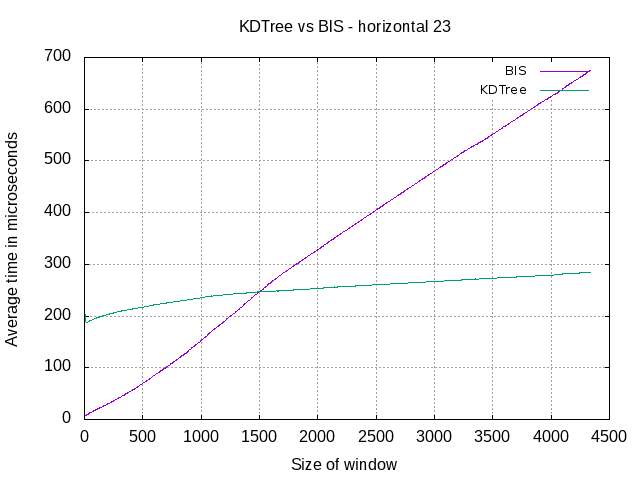 KDTree vs BIS - horizontal 23
BIS
KDTree
Average time in microseconds
700
600
500
400
300
200
100
0
0 500 1000 1500 2000 2500 3000 3500 4000 4500
Size of window